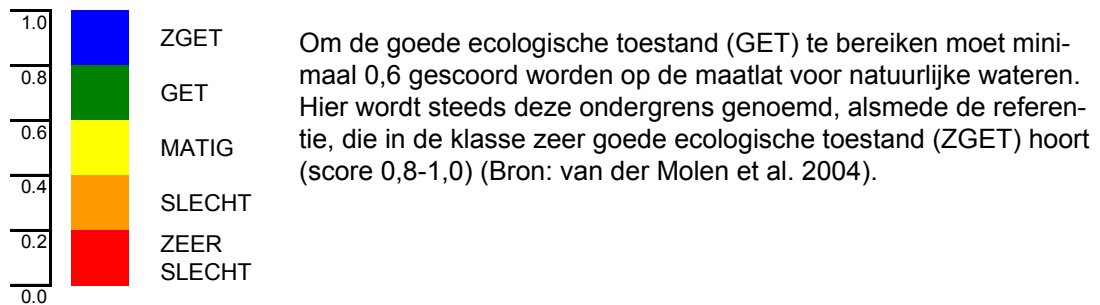 1.0
ZGET
0.8
GET
0.6
MATIG
0.4
SLECHT
0.2
ZEER
SLECHT
0.0
Om de goede ecologische toestand (GET) te bereiken moet mini-
maal 0,6 gescoord worden op de maatlat voor natuurlijke wateren.
Hier wordt steeds deze ondergrens genoemd, alsmede de referen-
tie, die in de klasse zeer goede ecologische toestand (ZGET) hoort
(score 0,8-1,0) (Bron: van der Molen et al. 2004).